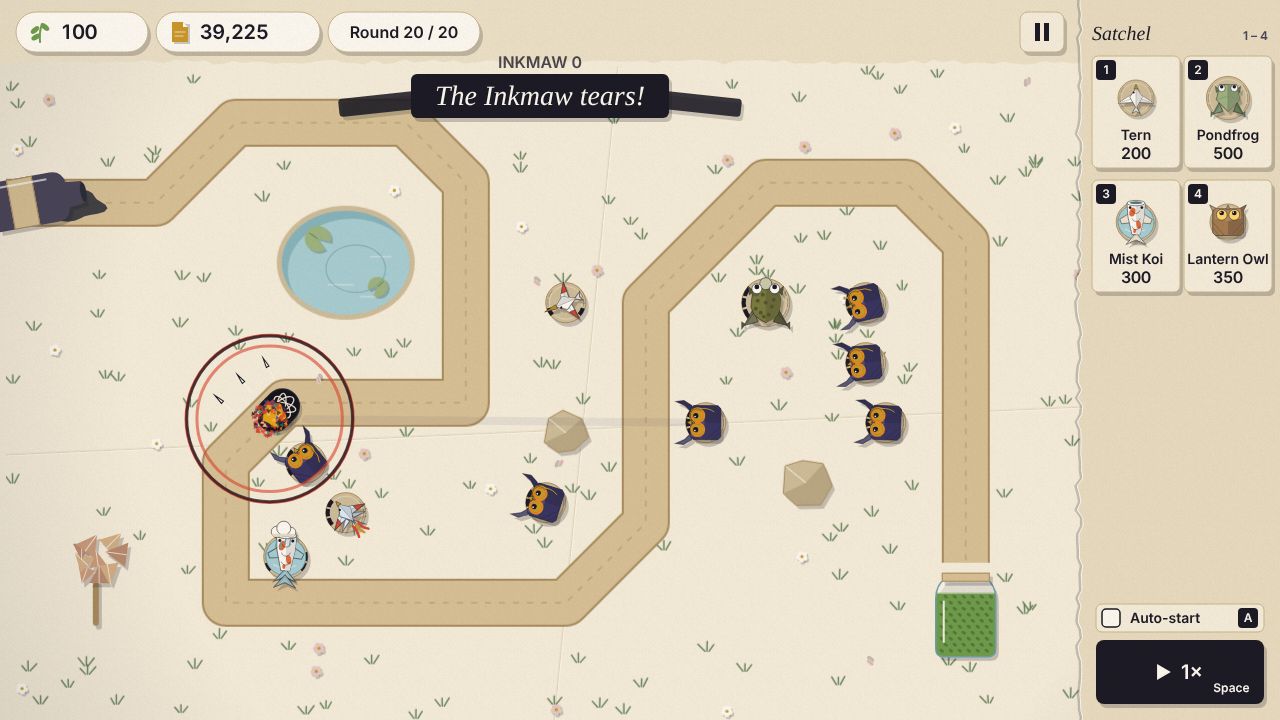 100
39,225
Round 20 / 20
INKMAW 0
The Inkmaw tears!
Satchel
1–4
1
Tern
200
2
Pondfrog
500
3
Mist Koi
300
4
Lantern Owl
350
Auto-start
A
1×
Space